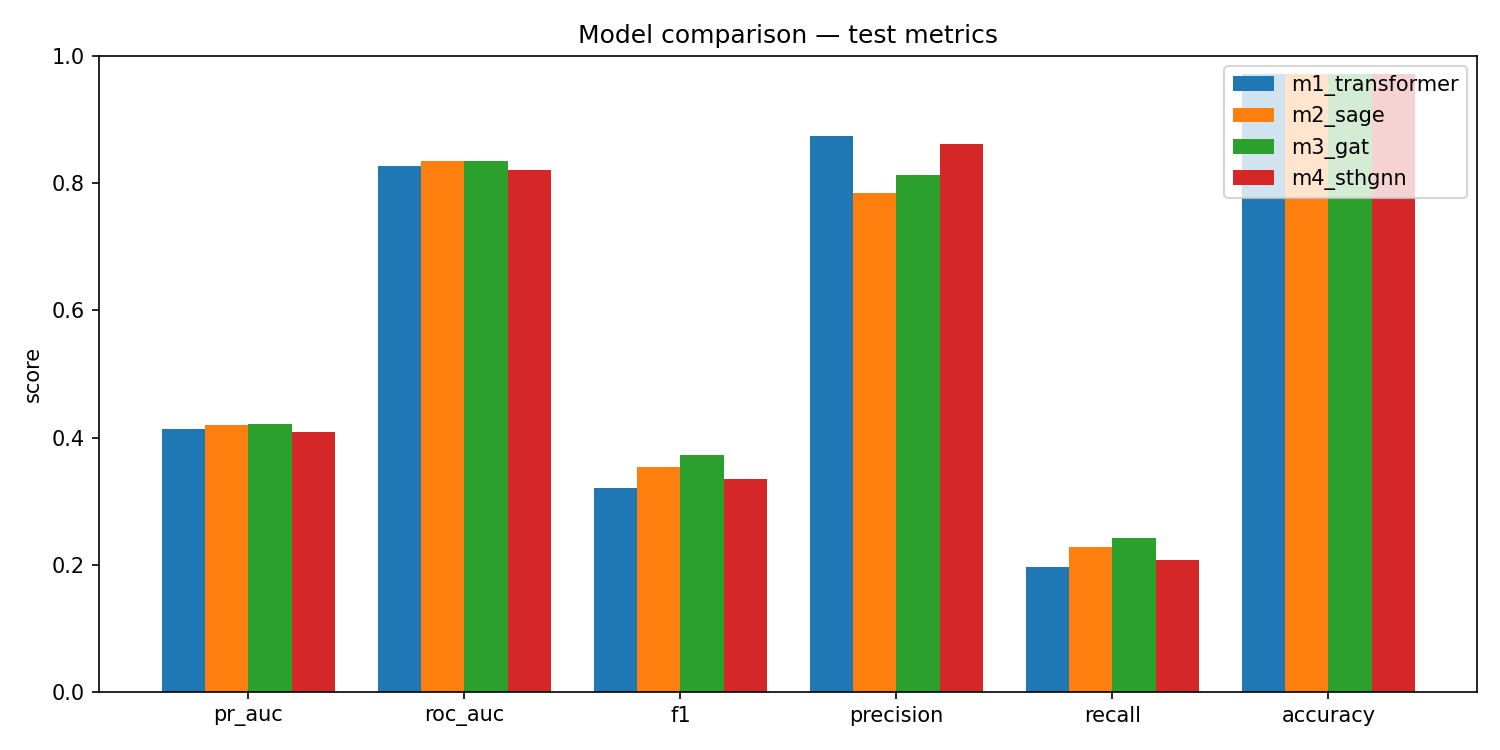 Model comparison — test metrics
score
1.0
0.8
0.6
0.4
0.2
0.0
m1_transformer
m2_sage
m3_gat
m4_sthgnn
pr_auc
roc_auc
f1
precision
recall
accuracy